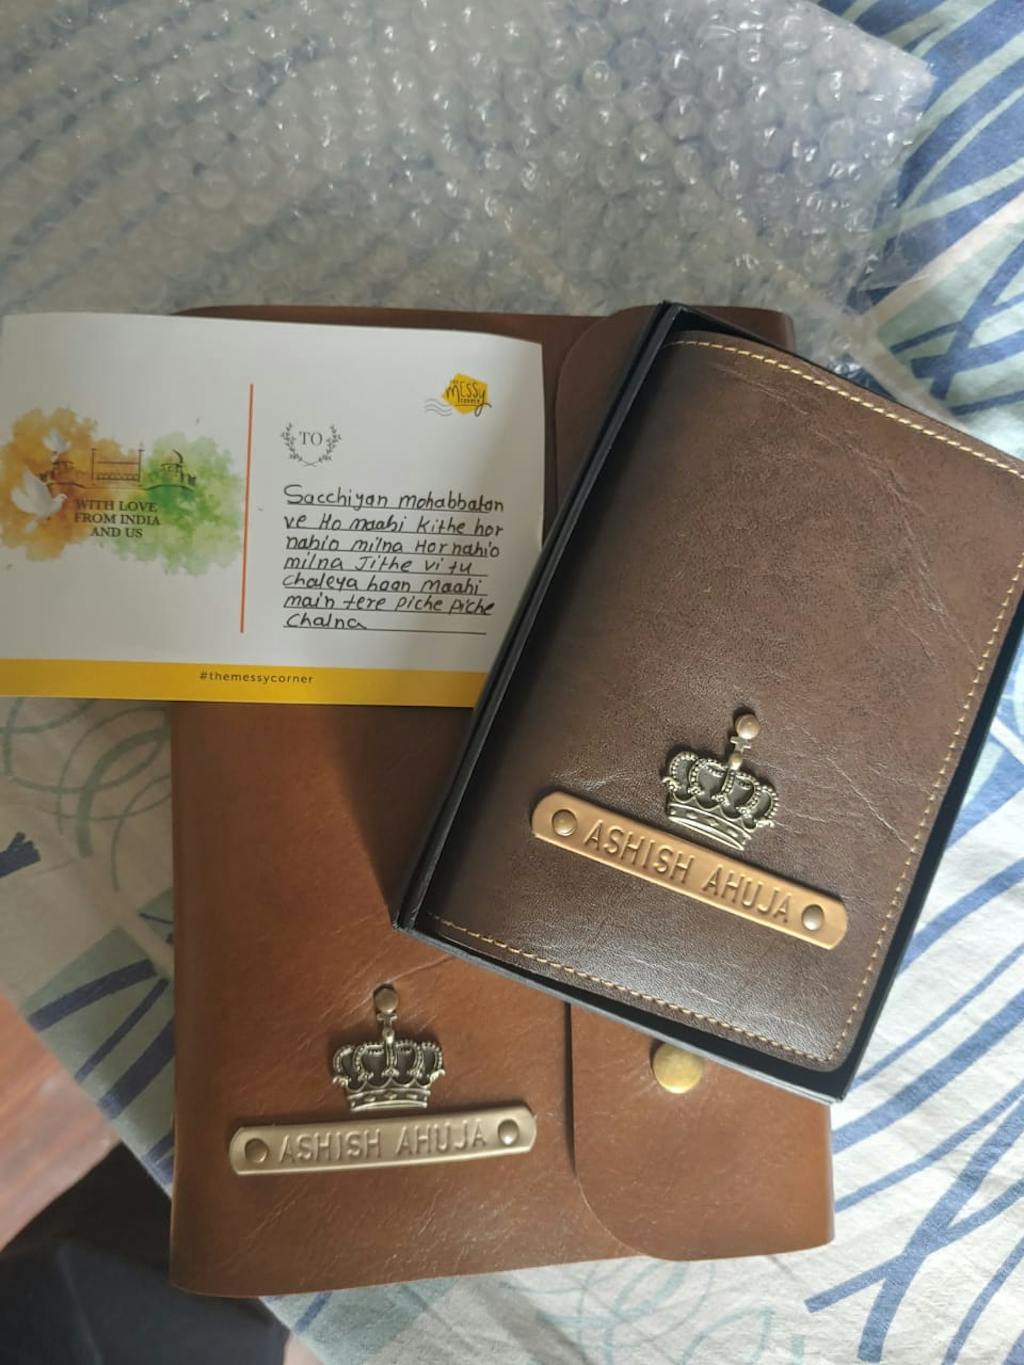 messy
TO
WITH LOVE
FROM INDIA
AND US
Sacchiyan mohabbatan
ve Ho maahi Kithe hor
nahio milna Hor nahio
milna Jithe vi tu
chaleya haan maahi
main tere piche piche
Chalna
#themessycorner
ASHISH AHUJA
ASHISH AHUJA